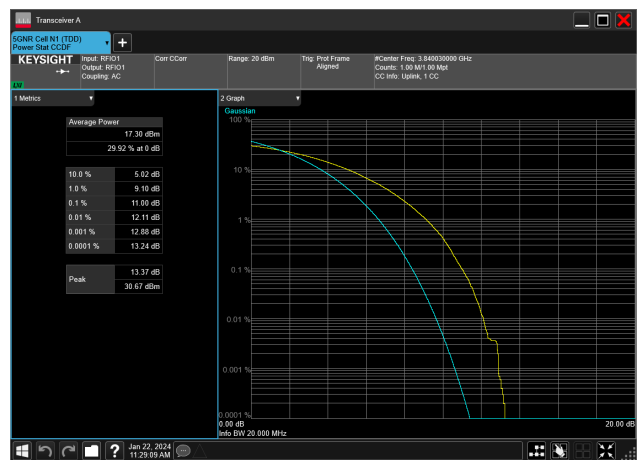 Transceiver A
5GNR Cell N1 (TDD)
Power Stat CCDF
KEYSIGHT
LW
Input: RFIO1
Output: RFIO1
Coupling: AC
Corr CCorr
Range: 20 dBm
Trig: Prot Frame
Aligned
#Center Freq: 3.840030000 GHz
Counts: 1.00 M/1.00 Mpt
CC Info: Uplink, 1 CC
1 Metrics
Average Power
17.30 dBm
29.92 % at 0 dB
10.0 % 5.02 dB
1.0 % 9.10 dB
0.1 % 11.00 dB
0.01 % 12.11 dB
0.001 % 12.88 dB
0.0001 % 13.24 dB
Peak
13.37 dB
30.67 dBm
2 Graph
Gaussian
100 %
10 %
1 %
0.1 %
0.01 %
0.001 %
0.0001 %
0.00 dB 20.00 dB
Info BW 20.000 MHz
?
Jan 22, 2024
11:29:09 AM